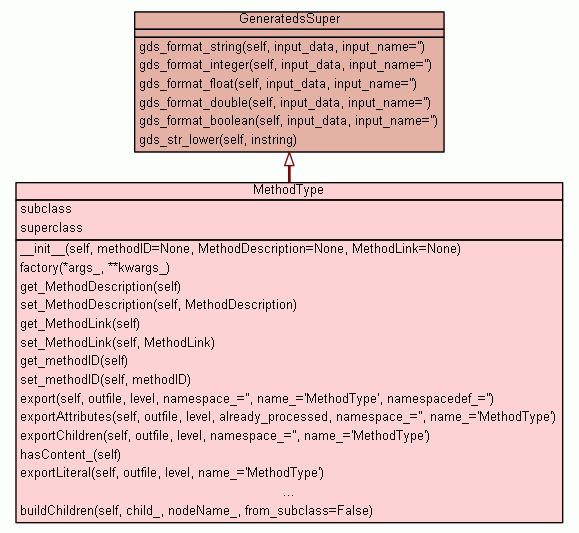 GeneratedsSuper
gds_format_string(self, input_data, input_name='')
gds_format_integer(self, input_data, input_name='')
gds_format_float(self, input_data, input_name='')
gds_format_double(self, input_data, input_name='')
gds_format_boolean(self, input_data, input_name='')
gds_str_lower(self, instring)
MethodType
subclass
superclass
__init__(self, methodID=None, MethodDescription=None, MethodLink=None)
factory(*args_, **kwargs_)
get_MethodDescription(self)
set_MethodDescription(self, MethodDescription)
get_MethodLink(self)
set_MethodLink(self, MethodLink)
get_methodID(self)
set_methodID(self, methodID)
export(self, outfile, level, namespace_='', name_='MethodType', namespacedef_='')
exportAttributes(self, outfile, level, already_processed, namespace_='', name_='MethodType')
exportChildren(self, outfile, level, namespace_='', name_='MethodType')
hasContent_(self)
exportLiteral(self, outfile, level, name_='MethodType')
...
buildChildren(self, child_, nodeName_, from_subclass=False)